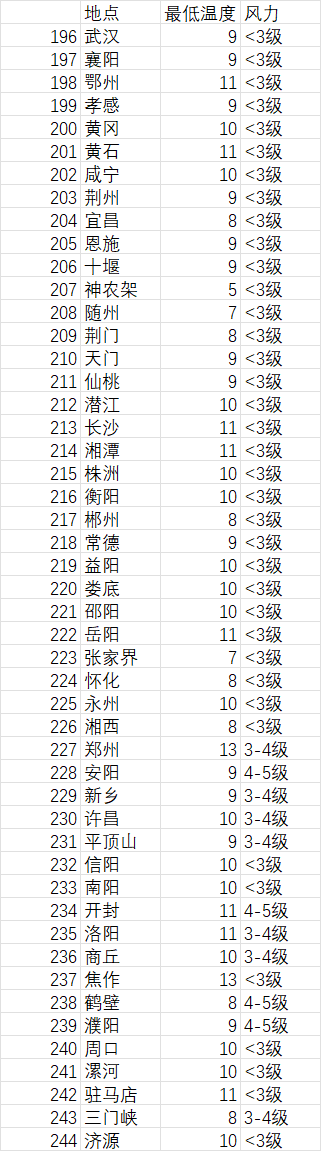 地点 最低温度 风力
196 武汉 9 <3级
197 襄阳 9 <3级
198 鄂州 11 <3级
199 孝感 9 <3级
200 黄冈 10 <3级
201 黄石 11 <3级
202 咸宁 10 <3级
203 荆州 9 <3级
204 宜昌 8 <3级
205 恩施 9 <3级
206 十堰 9 <3级
207 神农架 5 <3级
208 随州 7 <3级
209 荆门 8 <3级
210 天门 9 <3级
211 仙桃 9 <3级
212 潜江 10 <3级
213 长沙 11 <3级
214 湘潭 11 <3级
215 株洲 10 <3级
216 衡阳 10 <3级
217 郴州 8 <3级
218 常德 9 <3级
219 益阳 10 <3级
220 娄底 10 <3级
221 邵阳 10 <3级
222 岳阳 11 <3级
223 张家界 7 <3级
224 怀化 8 <3级
225 永州 10 <3级
226 湘西 8 <3级
227 郑州 13 3-4级
228 安阳 9 4-5级
229 新乡 9 3-4级
230 许昌 10 3-4级
231 平顶山 9 3-4级
232 信阳 10 <3级
233 南阳 10 <3级
234 开封 11 4-5级
235 洛阳 11 3-4级
236 商丘 10 3-4级
237 焦作 13 <3级
238 鹤壁 8 4-5级
239 濮阳 9 4-5级
240 周口 10 <3级
241 漯河 10 <3级
242 驻马店 11 <3级
243 三门峡 8 3-4级
244 济源 10 <3级